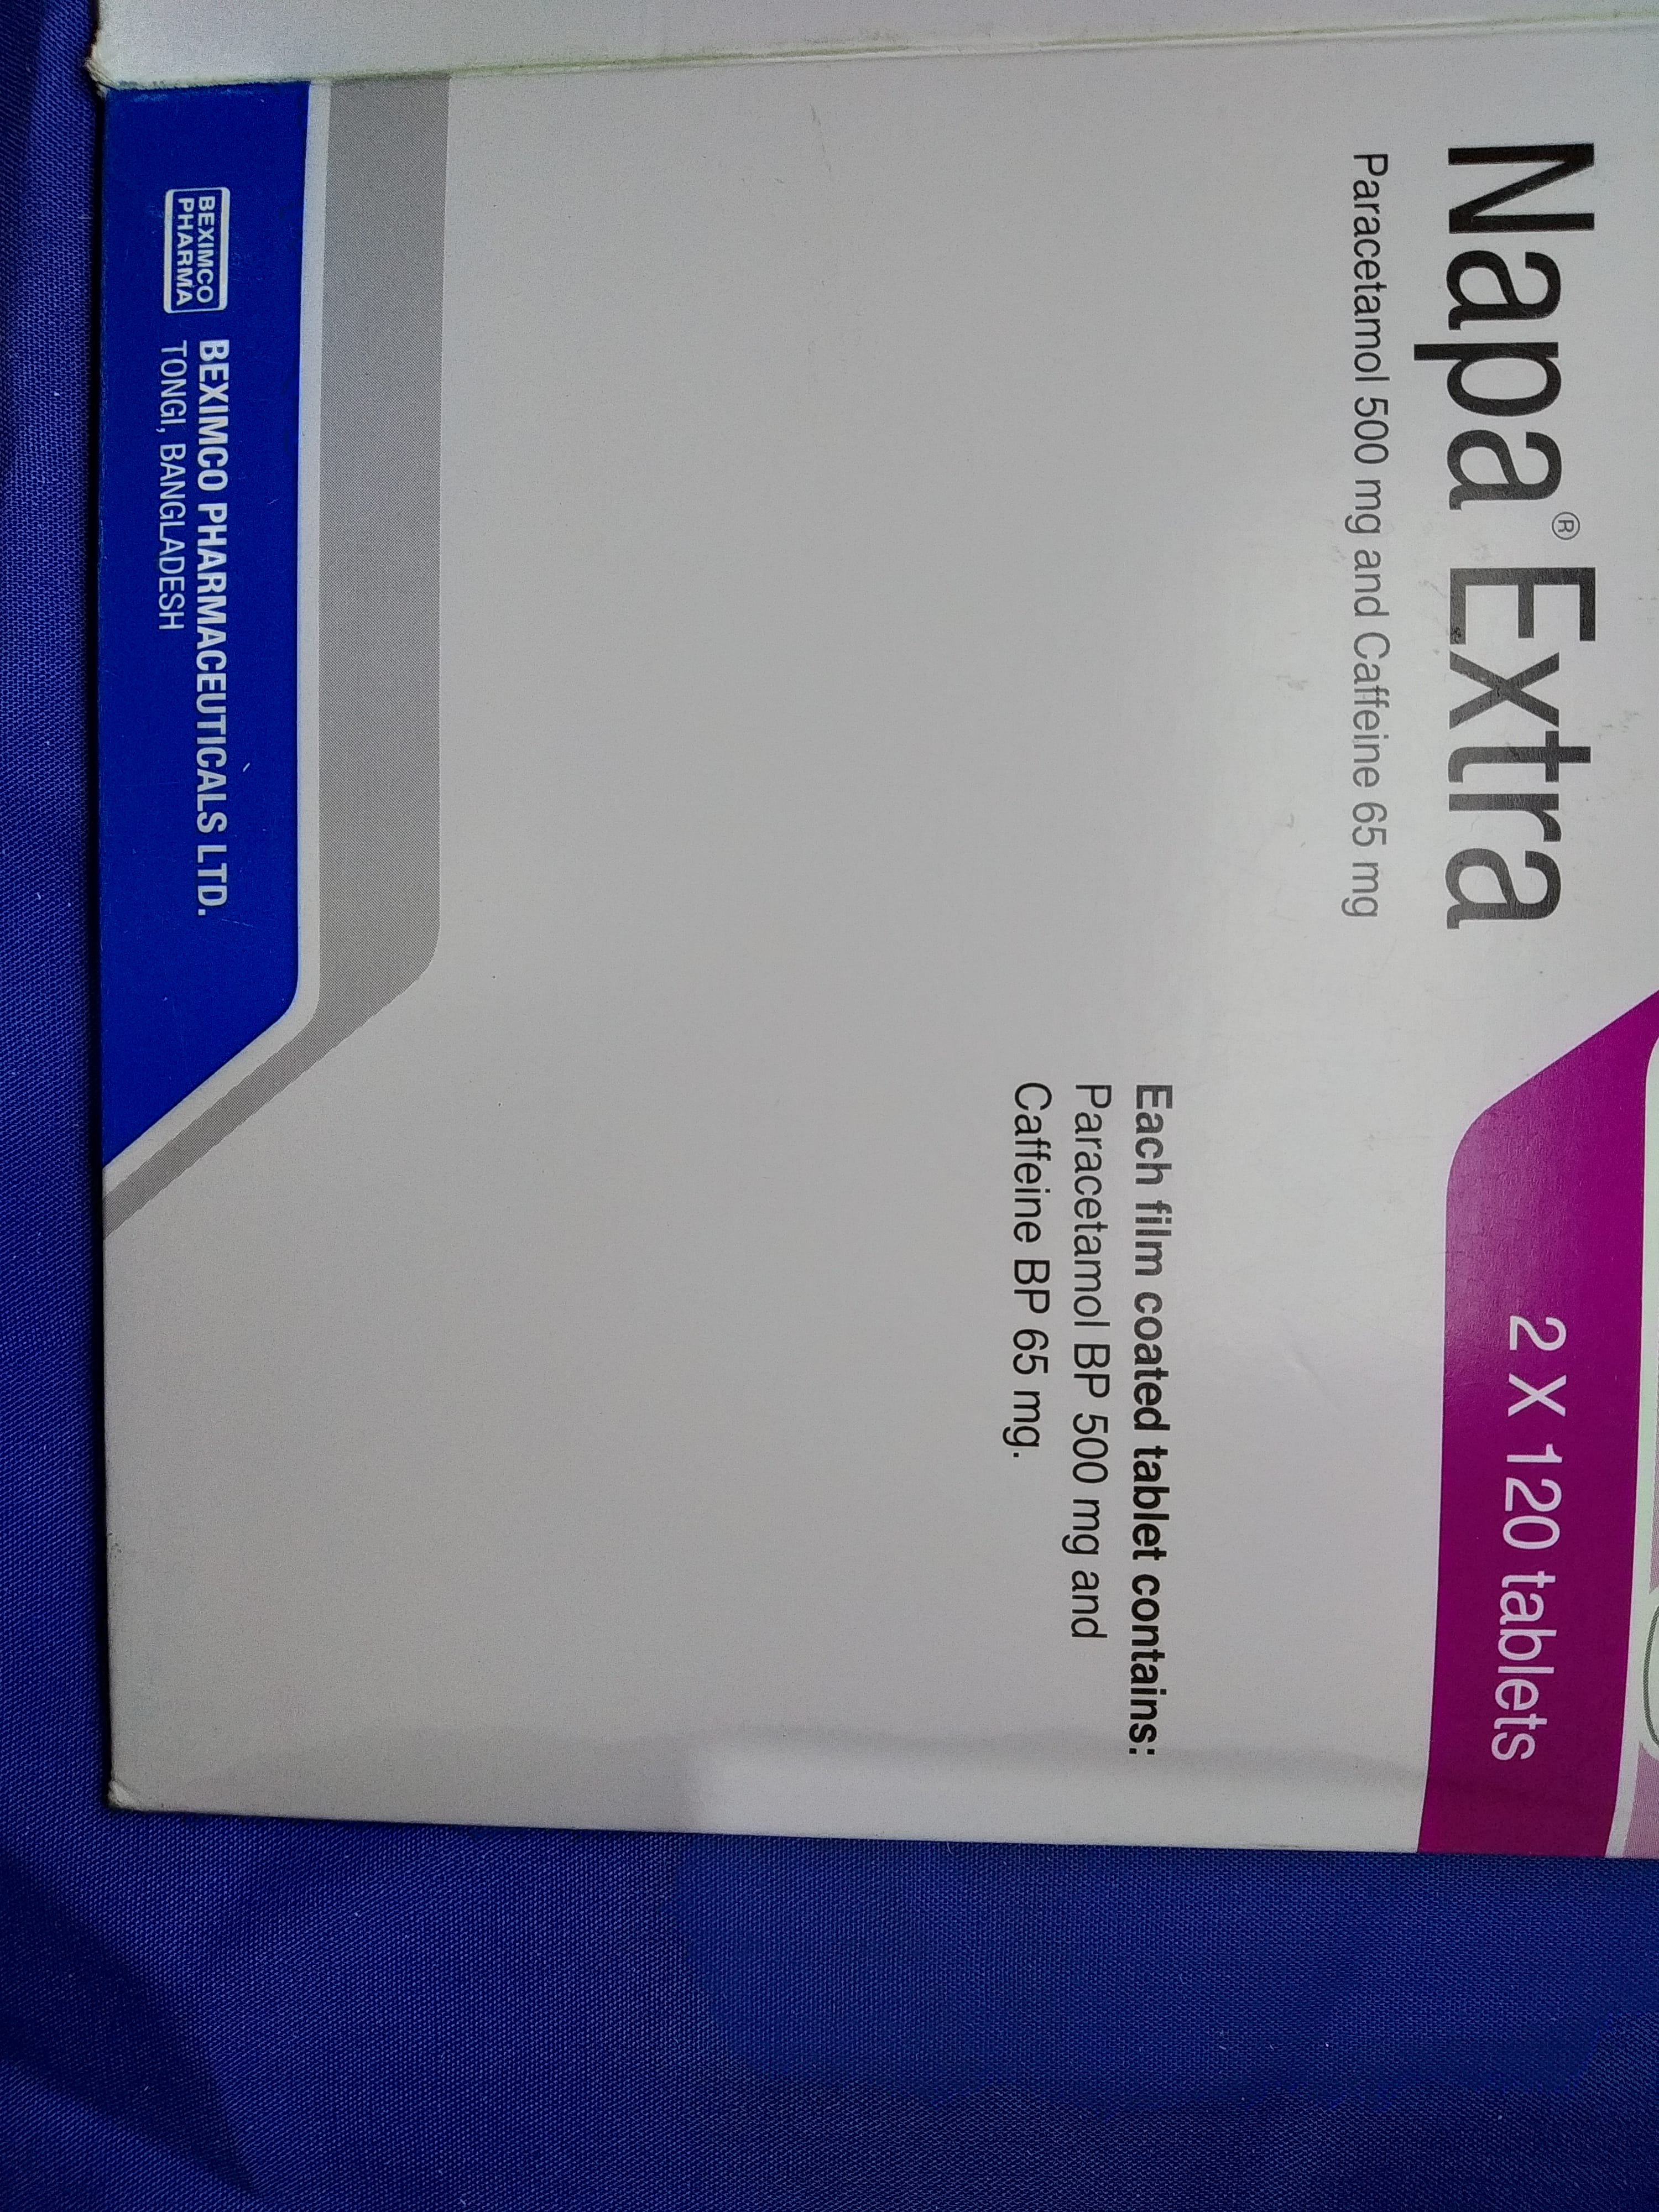 Napa® Extra
2 X 120 tablets
Paracetamol 500 mg and Caffeine 65 mg
Each film coated tablet contains:
Paracetamol BP 500 mg and
Caffeine BP 65 mg.
BEXIMCO
PHARMA
BEXIMCO PHARMACEUTICALS LTD.
TONGI, BANGLADESH